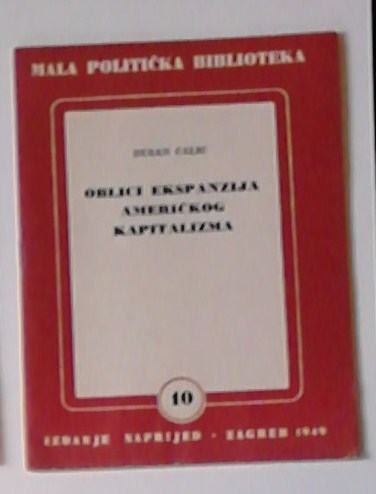 MALA POLITIČKA BIBLIOTEKA
DUŠAN ČALIĆ
OBLICI EKSPANZIJA
AMERIČKOG
KAPITALIZMA
10
IZDANJE NAPRIJED - ZAGREB 1949